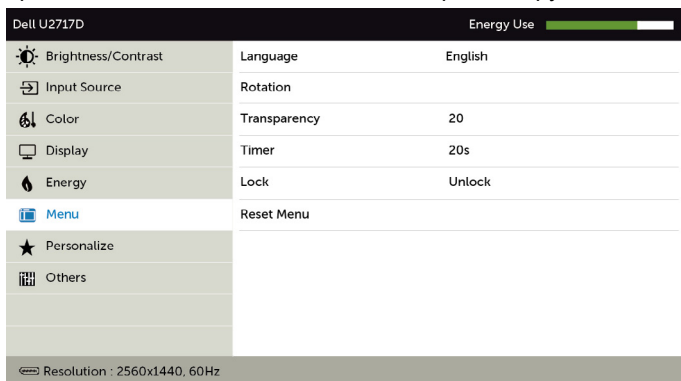 Dell U2717D Energy Use
Brightness/Contrast Language English
Input Source Rotation
Color Transparency 20
Display Timer 20s
Energy Lock Unlock
Menu Reset Menu
Personalize
Others
Resolution : 2560x1440, 60Hz